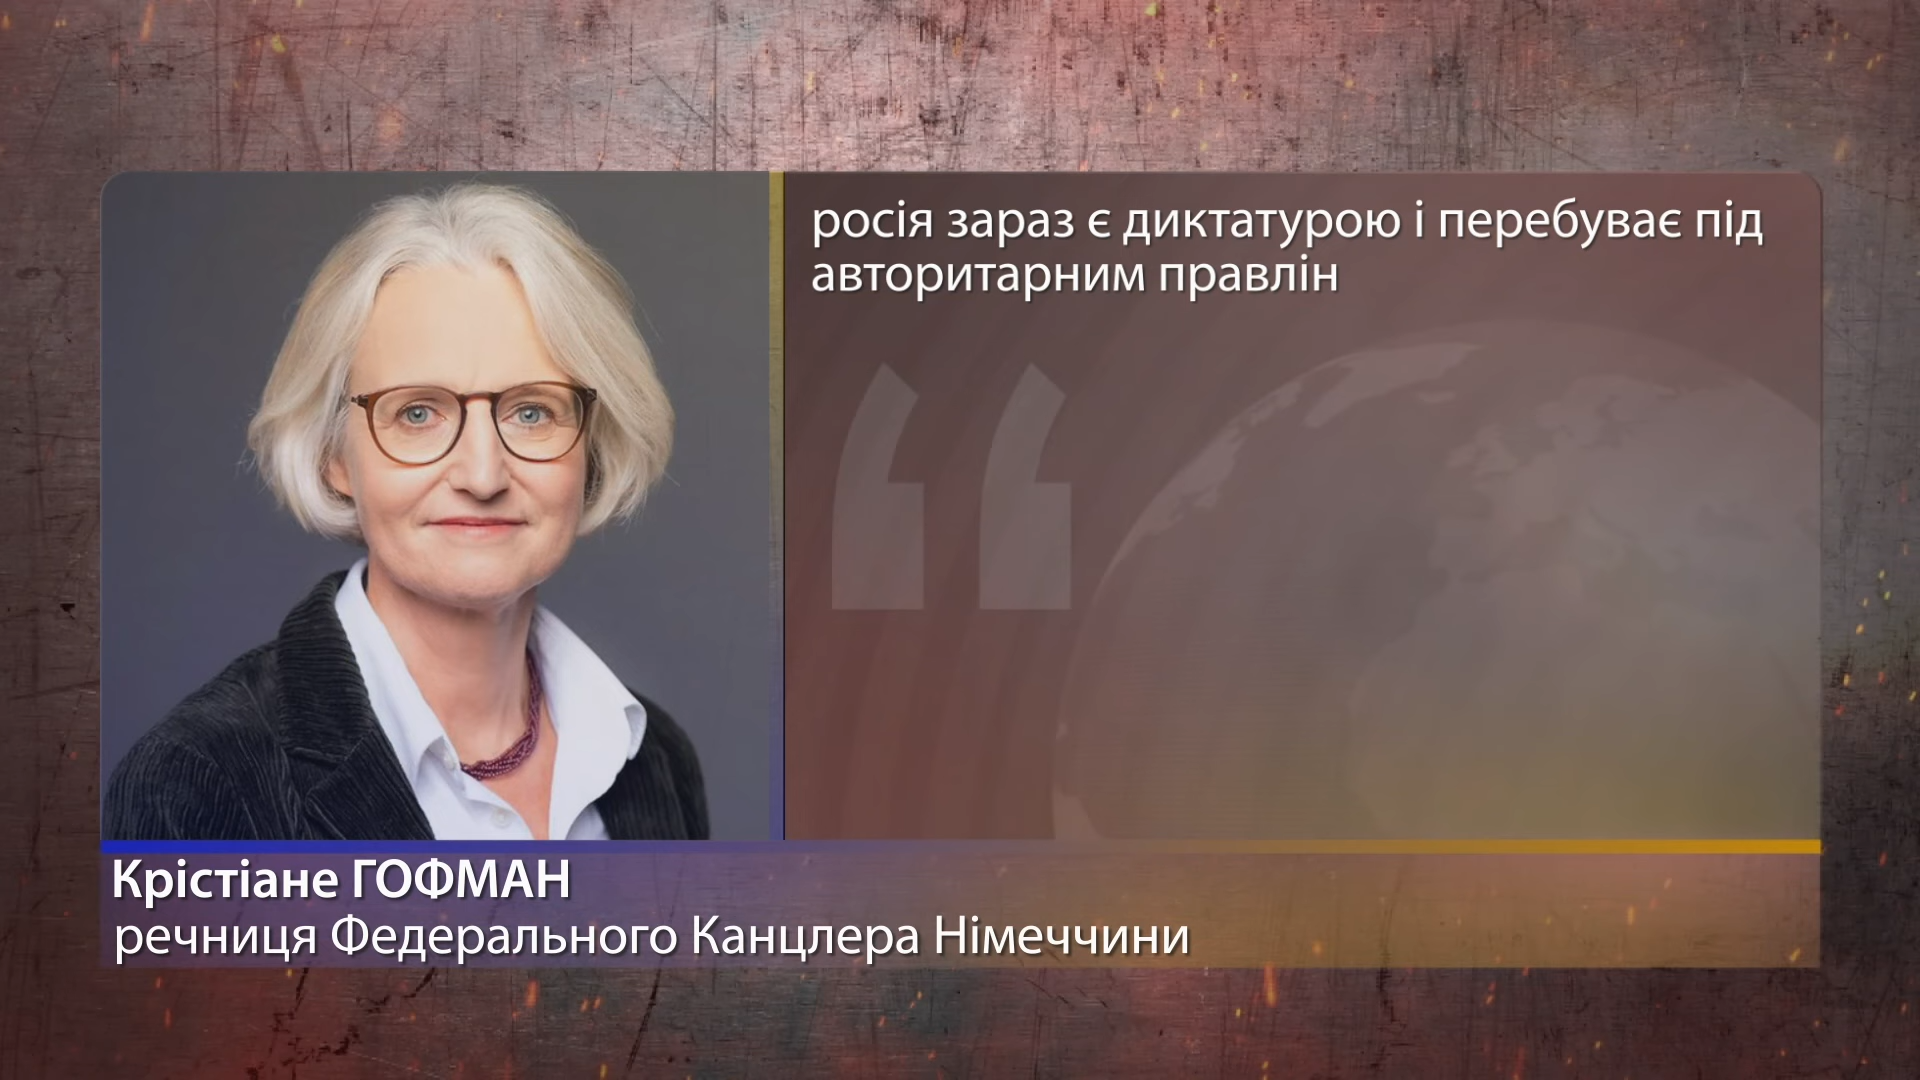 росія зараз є диктатурою і перебуває під
авторитарним правлін
Крістіане ГОФМАН
речниця Федерального Канцлера Німеччини